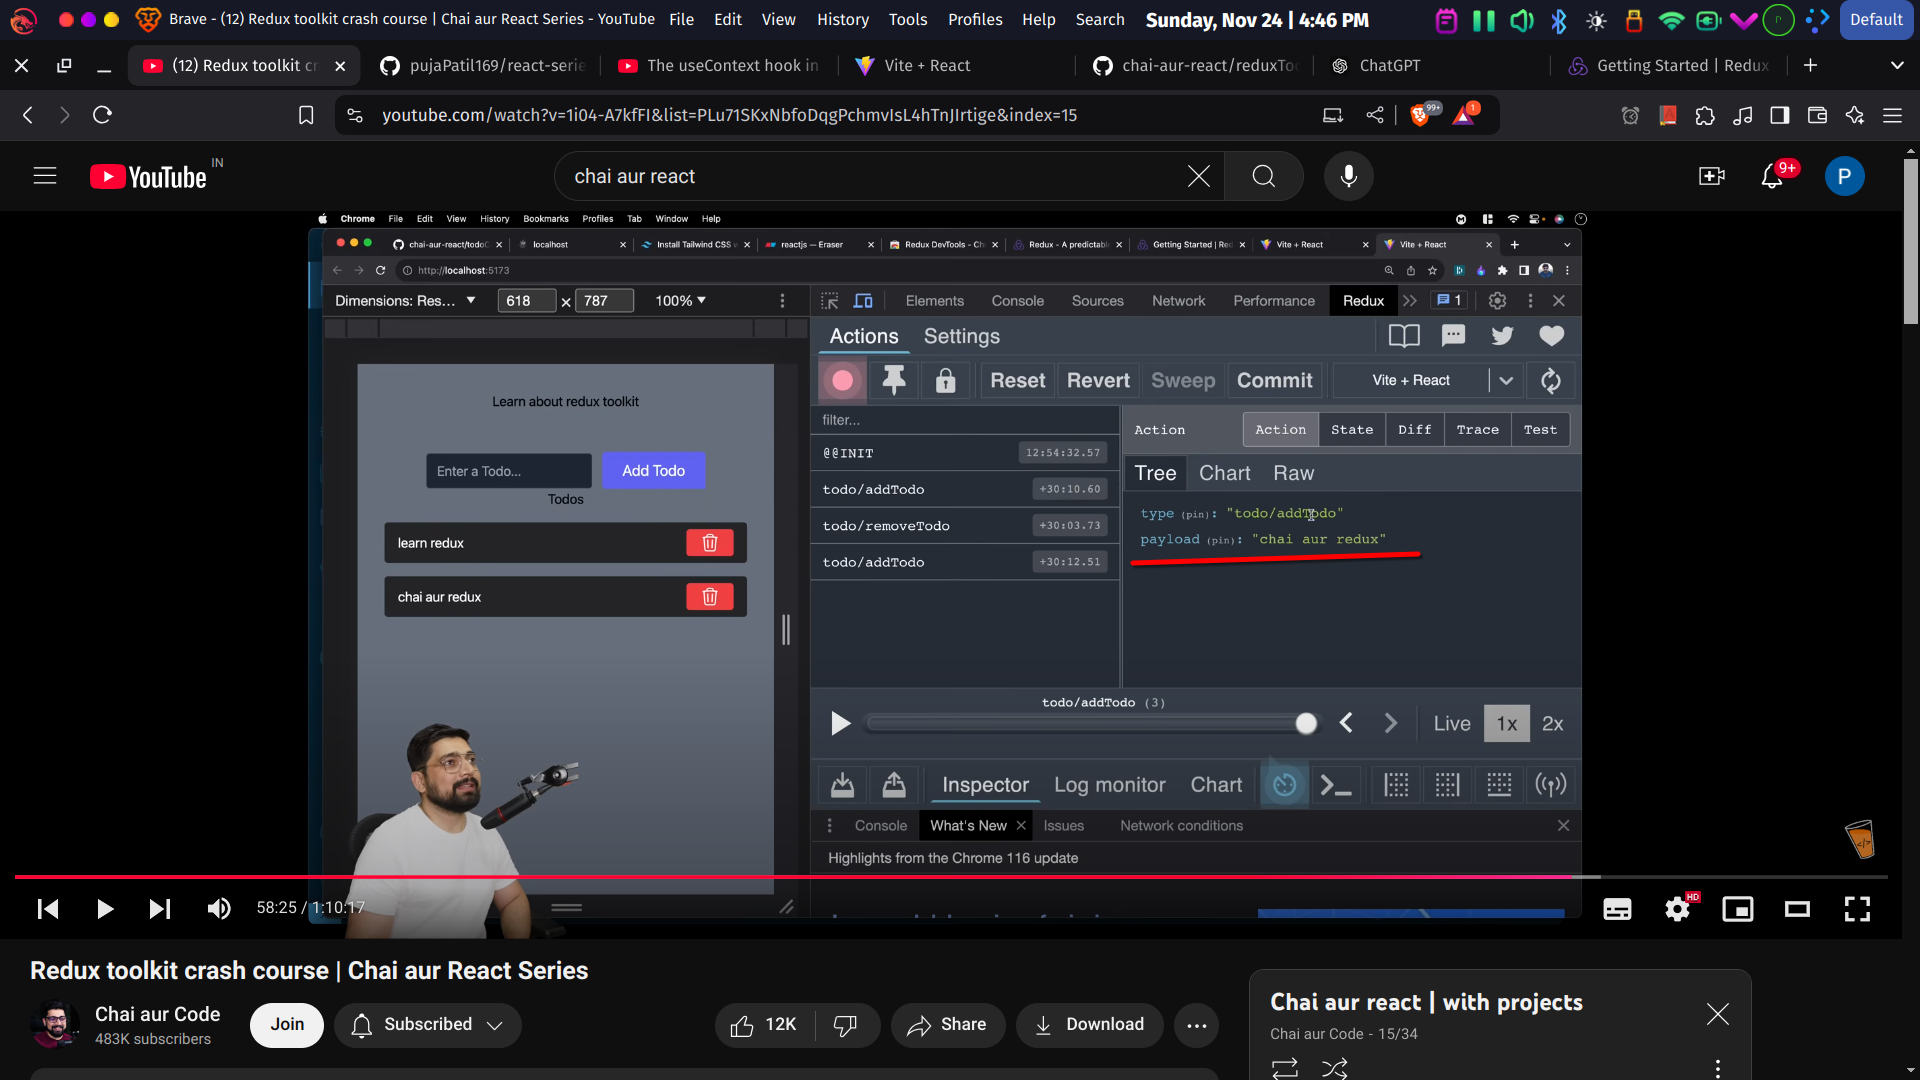 Brave - (12) Redux toolkit crash course | Chai aur React Series - YouTube File Edit View History Tools Profiles Help Search Sunday, Nov 24 | 4:46 PM Default
(12) Redux toolkit cr pujaPatil169/react-serie The useContext hook in Vite + React chai-aur-react/reduxToo ChatGPT Getting Started | Redux
youtube.com/watch?v=1i04-A7kfFI&list=PLu71SKxNbfoDqgPchmvIsL4hTnJIrtige&index=15 99+ 1
YouTube IN chai aur react 9+ P
Chrome File Edit View History Bookmarks Profiles Tab Window Help
chai-aur-react/todoC localhost Install Tailwind CSS w reactjs — Eraser Redux DevTools - Ch Redux - A predictable Getting Started | Red Vite + React Vite + React
http://localhost:5173
Dimensions: Res... 618 x 787 100% Elements Console Sources Network Performance Redux 1
Actions Settings
Reset Revert Sweep Commit Vite + React
Learn about redux toolkit
filter...
Action Action State Diff Trace Test
@@INIT 12:54:32.57
Tree Chart Raw
Enter a Todo... Add Todo
todo/addTodo +30:10.60
Todos
type (pin): "todo/addTodo"
todo/removeTodo +30:03.73
payload (pin): "chai aur redux"
learn redux
todo/addTodo +30:12.51
chai aur redux
todo/addTodo (3)
Live 1x 2x
Inspector Log monitor Chart
Console What's New Issues Network conditions
Highlights from the Chrome 116 update
58:25 / 1:10:17 HD
Redux toolkit crash course | Chai aur React Series
Chai aur Code
483K subscribers
Join Subscribed 12K Share Download
Chai aur react | with projects
Chai aur Code - 15/34